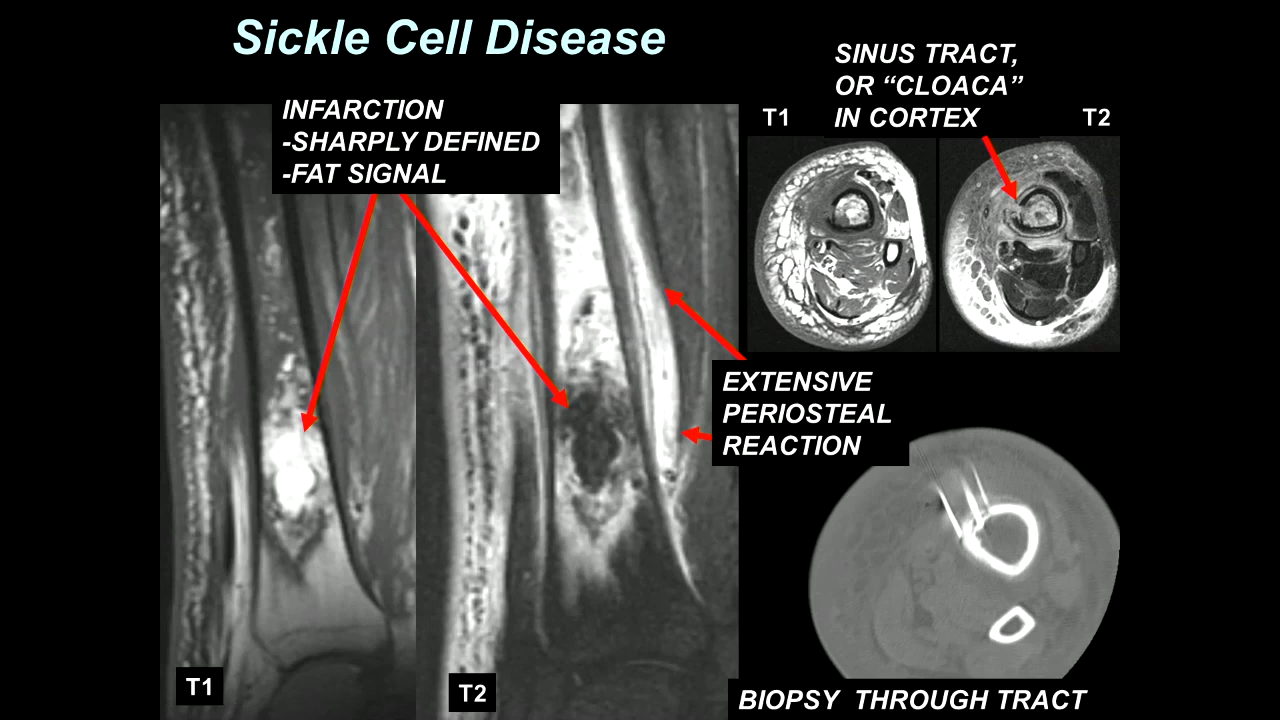 Sickle Cell Disease
INFARCTION
-SHARPLY DEFINED
-FAT SIGNAL
SINUS TRACT,
OR “CLOACA”
IN CORTEX
T1
T2
EXTENSIVE
PERIOSTEAL
REACTION
T1
T2
BIOPSY THROUGH TRACT